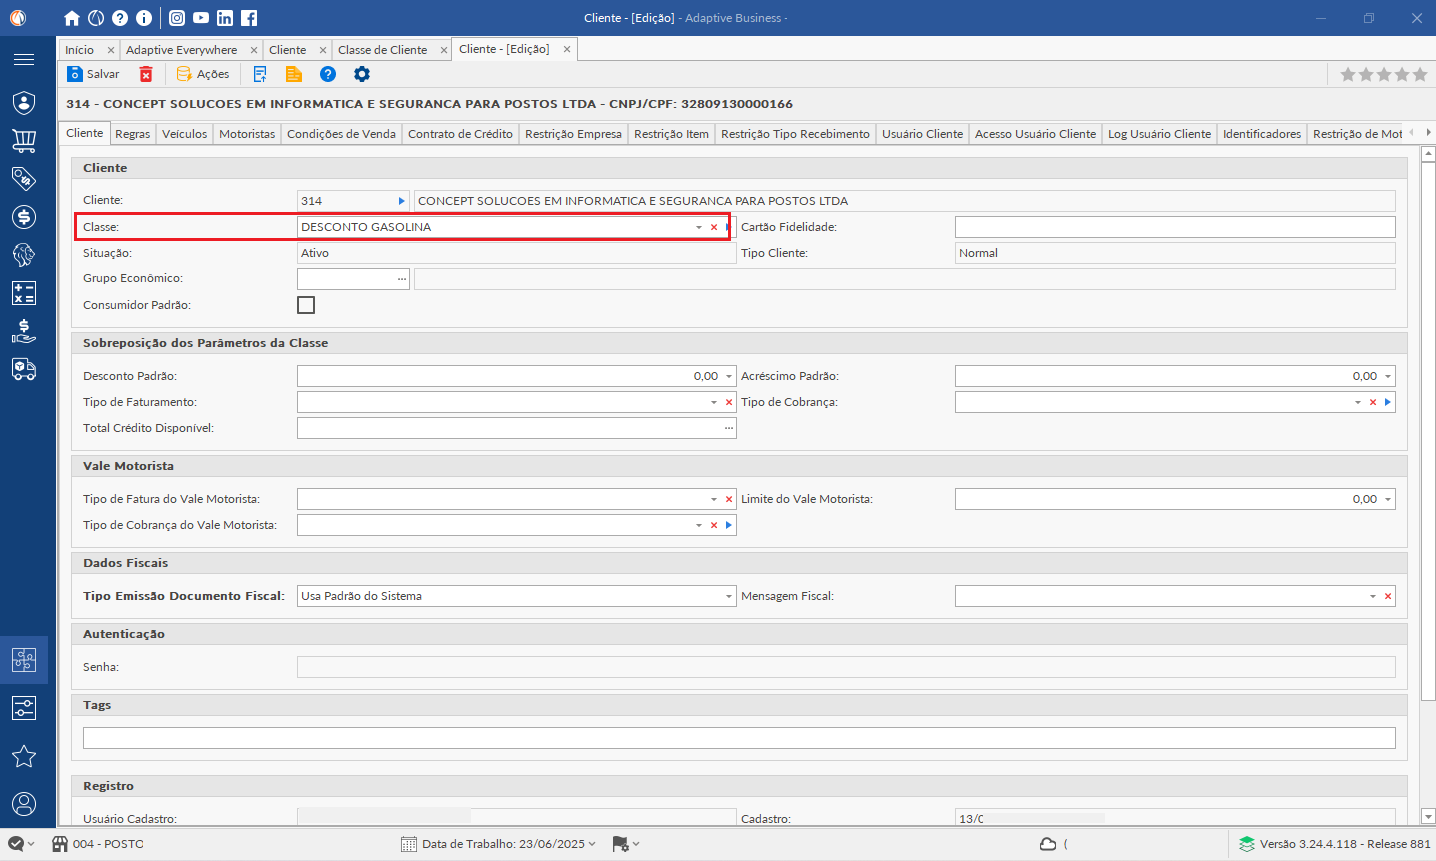 Cliente - [Edição] - Adaptive Business -
Início × Adaptive Everywhere × Cliente × Classe de Cliente × Cliente - [Edição] ×
Salvar Ações
314 - CONCEPT SOLUCOES EM INFORMATICA E SEGURANCA PARA POSTOS LTDA - CNPJ/CPF: 32809130000166
Cliente Regras Veículos Motoristas Condições de Venda Contrato de Crédito Restrição Empresa Restrição Item Restrição Tipo Recebimento Usuário Cliente Acesso Usuário Cliente Log Usuário Cliente Identificadores Restrição de Mot
Cliente
Cliente: 314 CONCEPT SOLUCOES EM INFORMATICA E SEGURANCA PARA POSTOS LTDA
Classe: DESCONTO GASOLINA Cartão Fidelidade:
Situação: Ativo Tipo Cliente: Normal
Grupo Econômico: ...
Consumidor Padrão:
Sobreposição dos Parâmetros da Classe
Desconto Padrão: 0,00 Acréscimo Padrão: 0,00
Tipo de Faturamento: Tipo de Cobrança:
Total Crédito Disponível: ...
Vale Motorista
Tipo de Fatura do Vale Motorista: Limite do Vale Motorista: 0,00
Tipo de Cobrança do Vale Motorista:
Dados Fiscais
Tipo Emissão Documento Fiscal: Usa Padrão do Sistema Mensagem Fiscal:
Autenticação
Senha:
Tags
Registro
Usuário Cadastro: Cadastro: 13/0
004 - POSTO Data de Trabalho: 23/06/2025 ( Versão 3.24.4.118 - Release 881